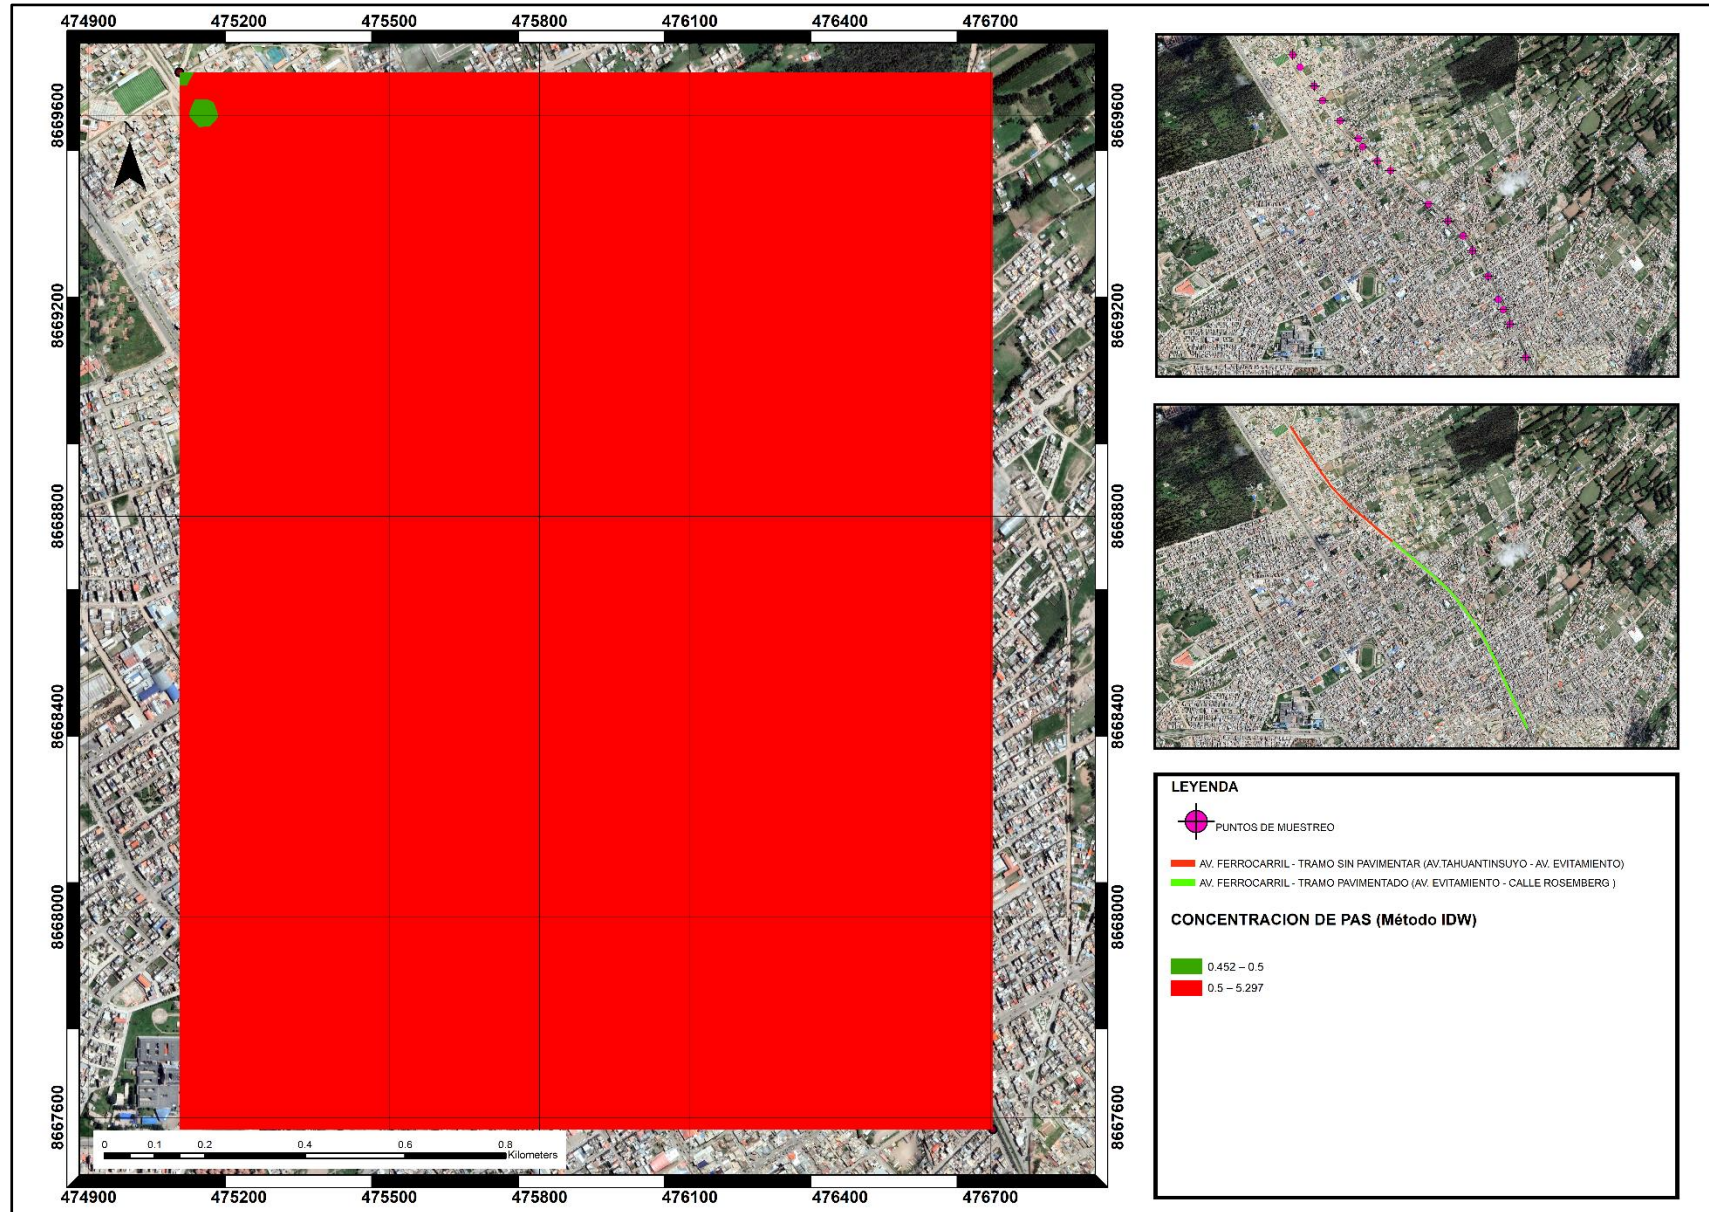 474900 475200 475500 475800 476100 476400 476700
8669600 8669600
N
8669200 8669200
8668800 8668800
8668400 8668400
8668000 8668000
8667600 8667600
0 0.1 0.2 0.4 0.6 0.8
Kilometers
474900 475200 475500 475800 476100 476400 476700
LEYENDA
PUNTOS DE MUESTREO
AV. FERROCARRIL - TRAMO SIN PAVIMENTAR (AV.TAHUANTINSUYO - AV. EVITAMIENTO)
AV. FERROCARRIL - TRAMO PAVIMENTADO (AV. EVITAMIENTO - CALLE ROSEMBERG )
CONCENTRACION DE PAS (Método IDW)
0.452 – 0.5
0.5 – 5.297